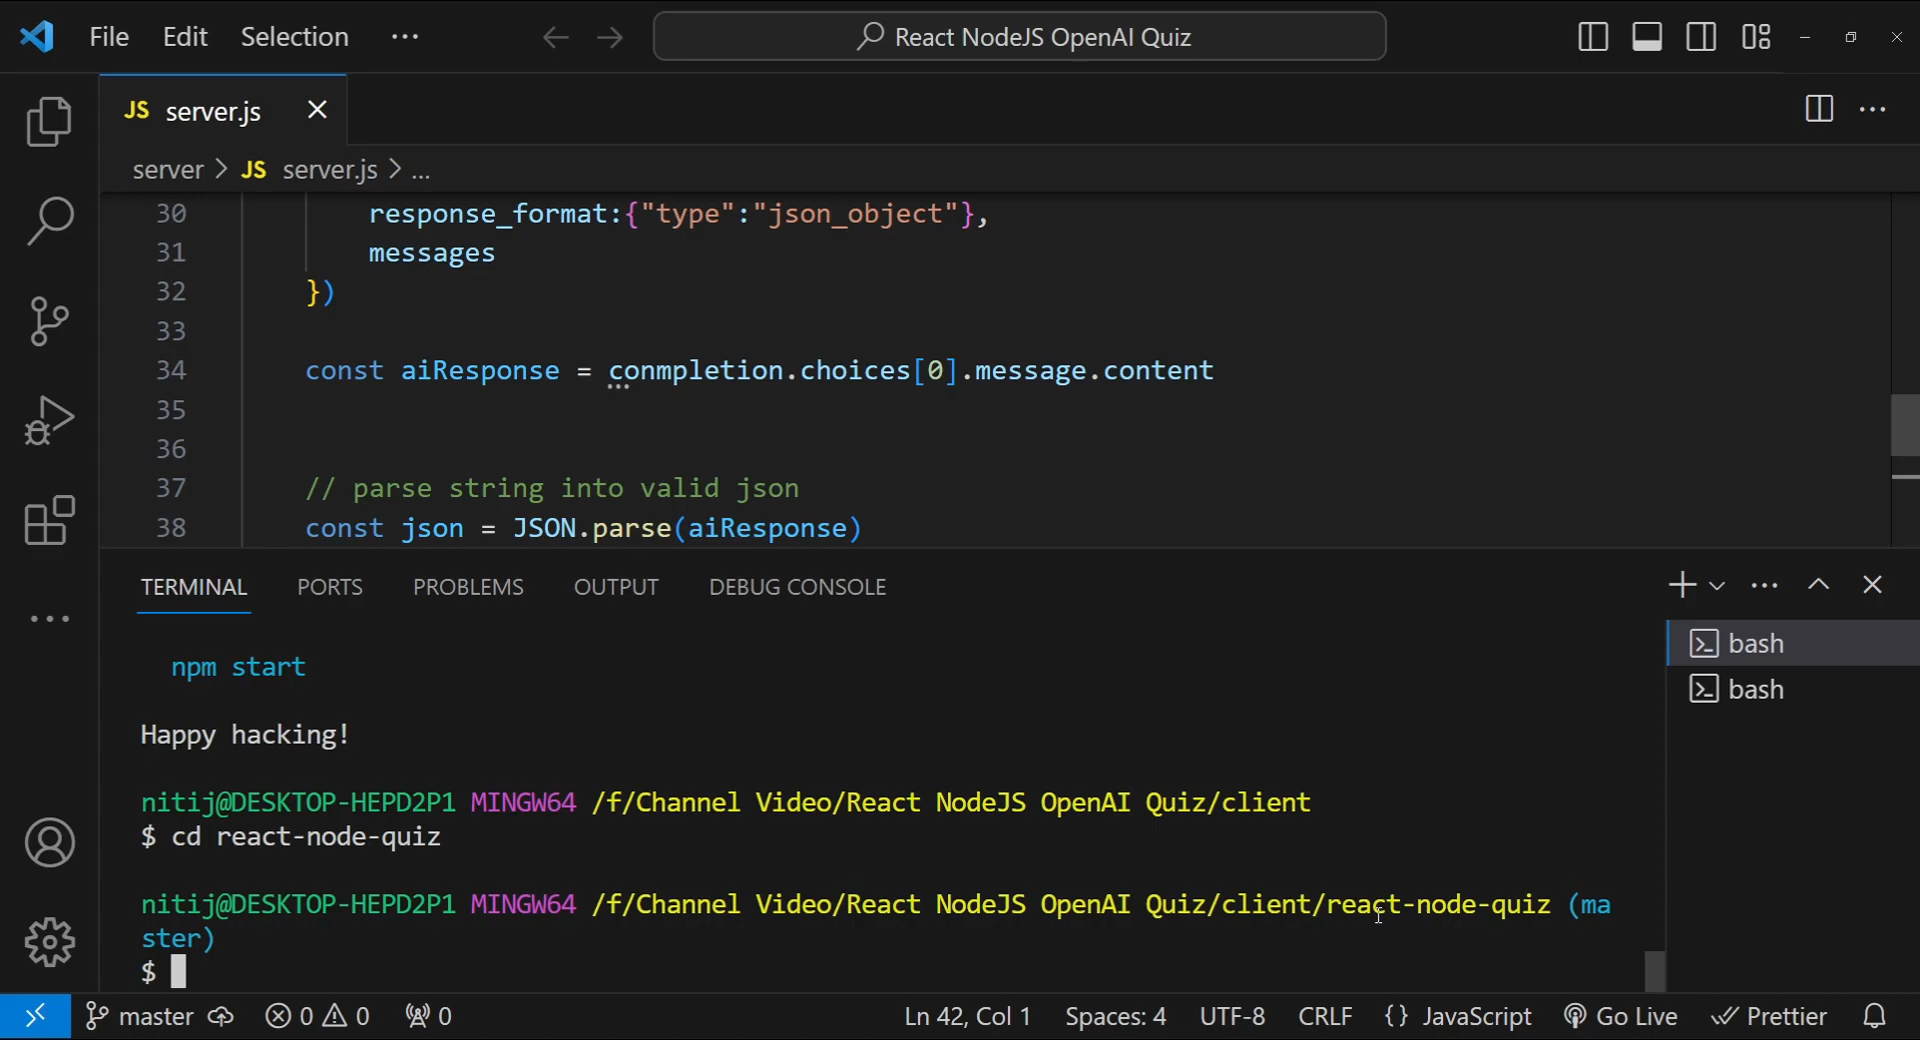 File Edit Selection ··· React NodeJS OpenAI Quiz
JS server.js
server > JS server.js > ...
30 response_format:{"type":"json_object"},
31 messages
32 })
33
34 const aiResponse = conmpletion.choices[0].message.content
35
36
37 // parse string into valid json
38 const json = JSON.parse(aiResponse)
TERMINAL PORTS PROBLEMS OUTPUT DEBUG CONSOLE
bash
bash
npm start
Happy hacking!
nitij@DESKTOP-HEPD2P1 MINGW64 /f/Channel Video/React NodeJS OpenAI Quiz/client
$ cd react-node-quiz
nitij@DESKTOP-HEPD2P1 MINGW64 /f/Channel Video/React NodeJS OpenAI Quiz/client/react-node-quiz (ma
ster)
$
master 0 0 0 Ln 42, Col 1 Spaces: 4 UTF-8 CRLF {} JavaScript Go Live Prettier